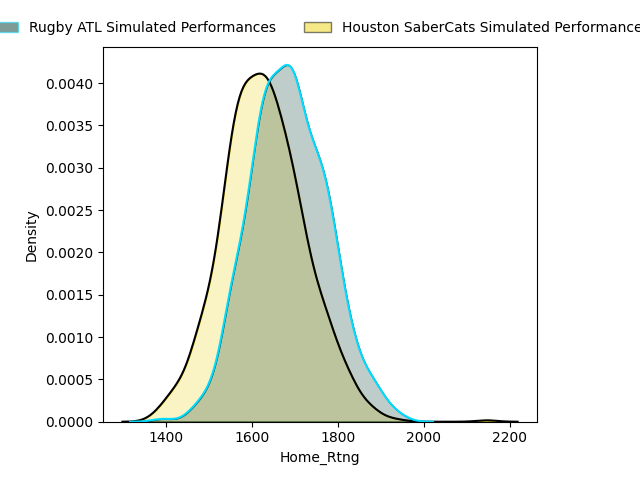 Rugby ATL Simulated Performances
Houston SaberCats Simulated Performance
0.0040
0.0035
0.0030
0.0025
0.0020
0.0015
0.0010
0.0005
0.0000
Density
1400 1600 1800 2000 2200
Home_Rtng